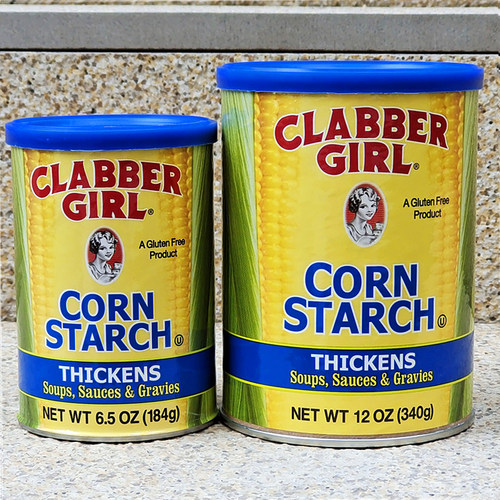 CLABBER
GIRL®
A Gluten Free
Product
CORN
STARCH Ⓤ
THICKENS
Soups, Sauces & Gravies
NET WT 6.5 OZ (184g)
CLABBER
GIRL®
A Gluten Free
Product
CORN
STARCH Ⓤ
THICKENS
Soups, Sauces & Gravies
NET WT 12 OZ (340g)